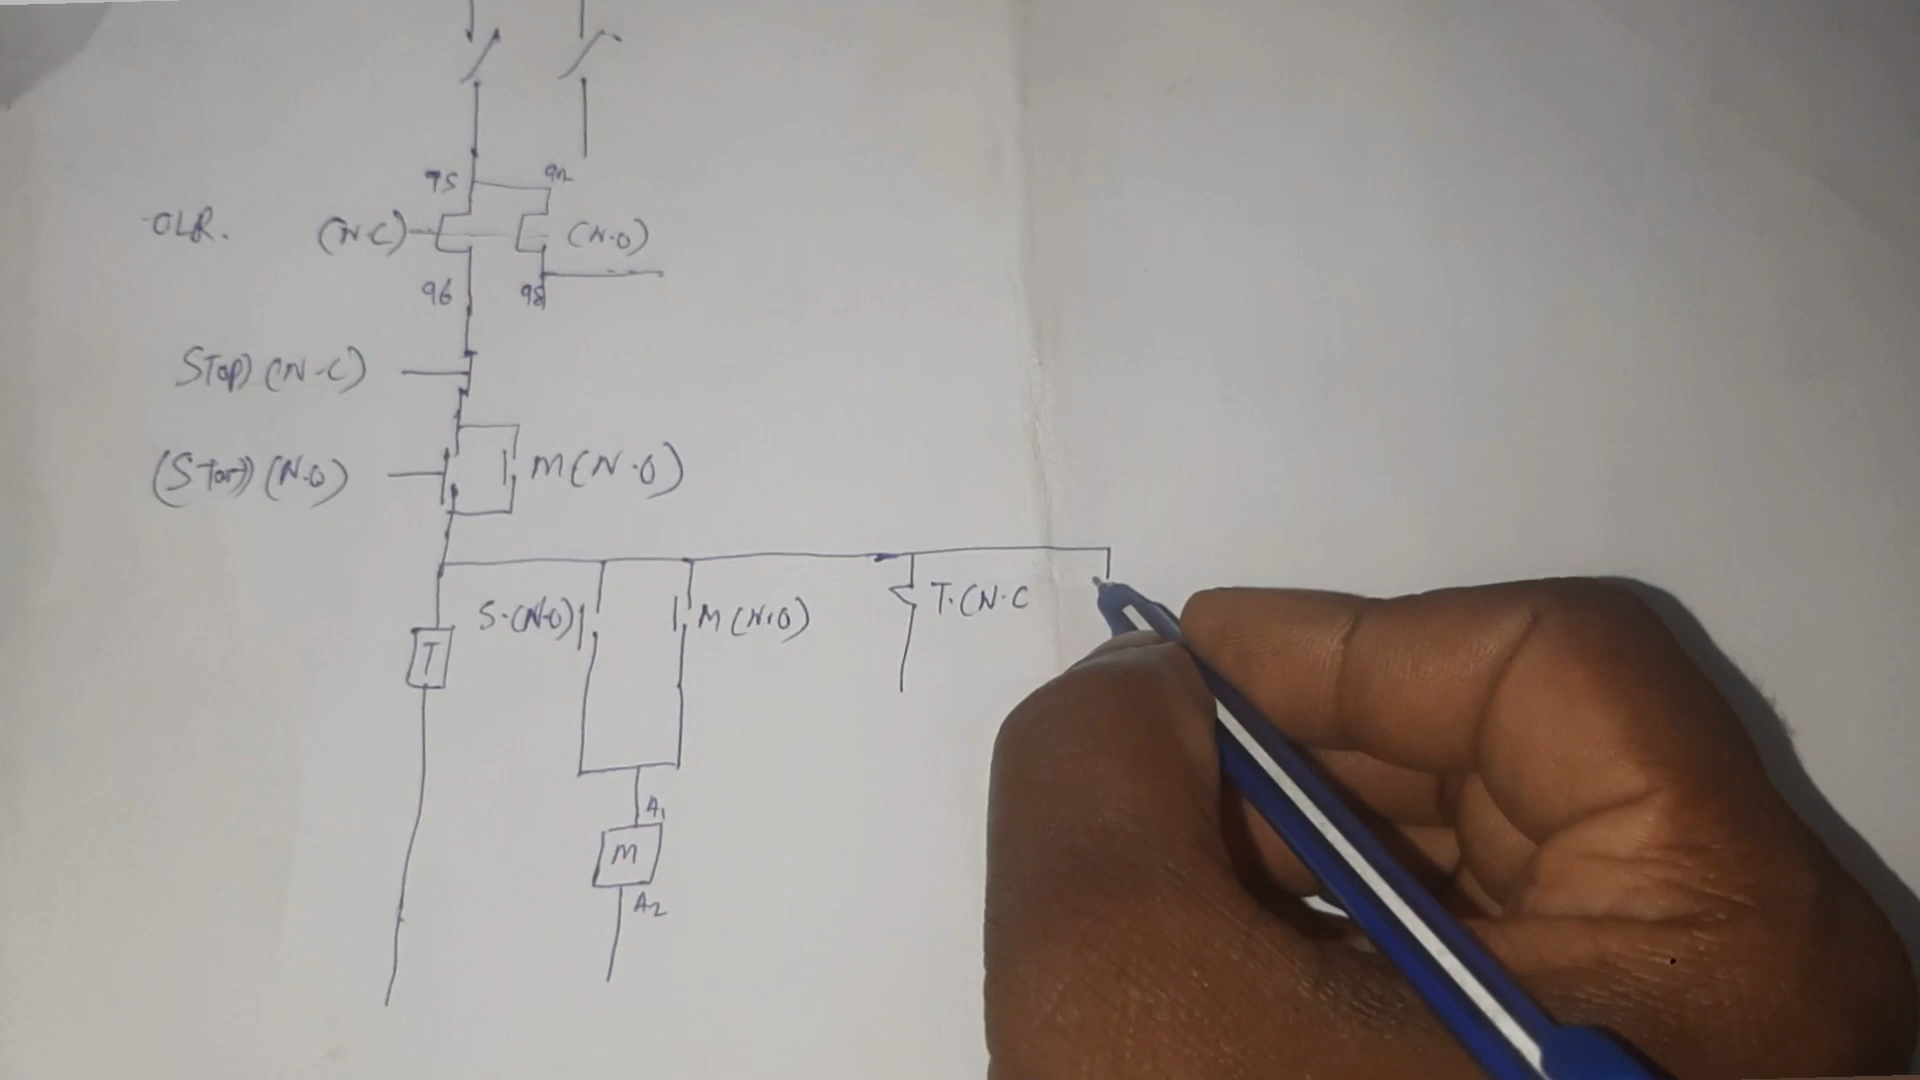 95 92
OLR. (N-C) (N.O)
96 98
STop) (N-C)
(STart) (N.O) M(N.O)
S.(N.O) M(N.O) T.(N.C
T
A1
M
A2